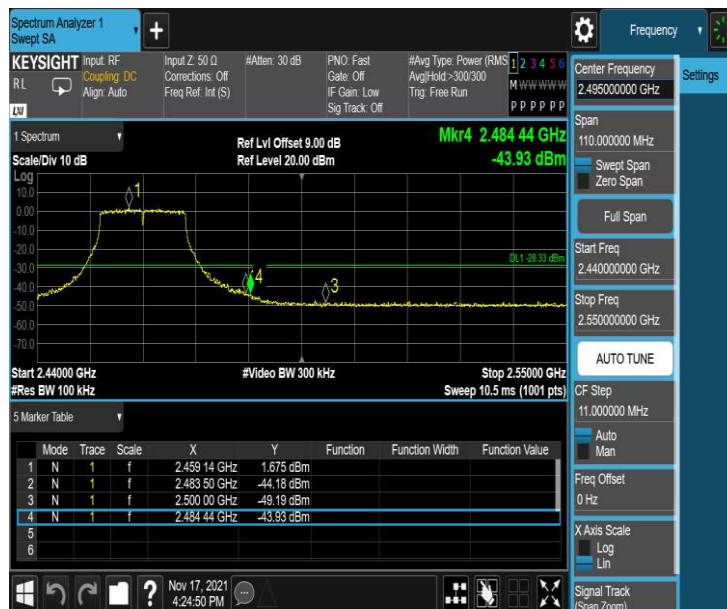 Spectrum Analyzer 1
Swept SA
+
Frequency
KEYSIGHT
RL
LXI
Input: RF
Coupling: DC
Align: Auto
Input Z: 50 Ω
Corrections: Off
Freq Ref: Int (S)
#Atten: 30 dB
PNO: Fast
Gate: Off
IF Gain: Low
Sig Track: Off
#Avg Type: Power (RMS
Avg|Hold:>300/300
Trig: Free Run
1 2 3 4 5 6
M W W W W W
P P P P P P
Center Frequency
2.495000000 GHz
Settings
Span
110.000000 MHz
Swept Span
Zero Span
Full Span
Start Freq
2.440000000 GHz
Stop Freq
2.550000000 GHz
AUTO TUNE
CF Step
11.000000 MHz
Auto
Man
Freq Offset
0 Hz
X Axis Scale
Log
Lin
Signal Track
(Span Zoom)
1 Spectrum
Scale/Div 10 dB
Ref Lvl Offset 9.00 dB
Ref Level 20.00 dBm
Mkr4 2.484 44 GHz
-43.93 dBm
Log
10.0
0.00
-10.0
-20.0
-30.0
-40.0
-50.0
-60.0
-70.0
1
4
3
DL1 -28.33 dBm
Start 2.44000 GHz
#Res BW 100 kHz
#Video BW 300 kHz
Stop 2.55000 GHz
Sweep 10.5 ms (1001 pts)
5 Marker Table
Mode Trace Scale X Y Function Function Width Function Value
1 N 1 f 2.459 14 GHz 1.675 dBm
2 N 1 f 2.483 50 GHz -44.18 dBm
3 N 1 f 2.500 00 GHz -49.19 dBm
4 N 1 f 2.484 44 GHz -43.93 dBm
5
6
?
Nov 17, 2021
4:24:50 PM